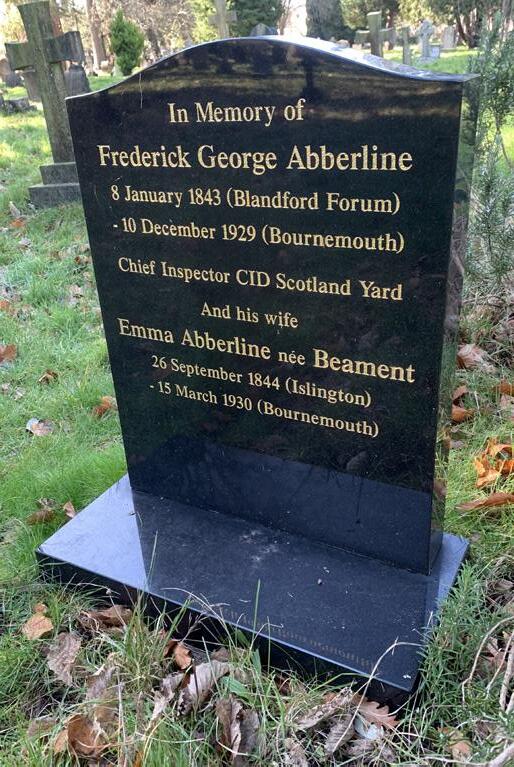 In Memory of
Frederick George Abberline
8 January 1843 (Blandford Forum)
- 10 December 1929 (Bournemouth)
Chief Inspector CID Scotland Yard
And his wife
Emma Abberline née Beament
26 September 1844 (Islington)
- 15 March 1930 (Bournemouth)